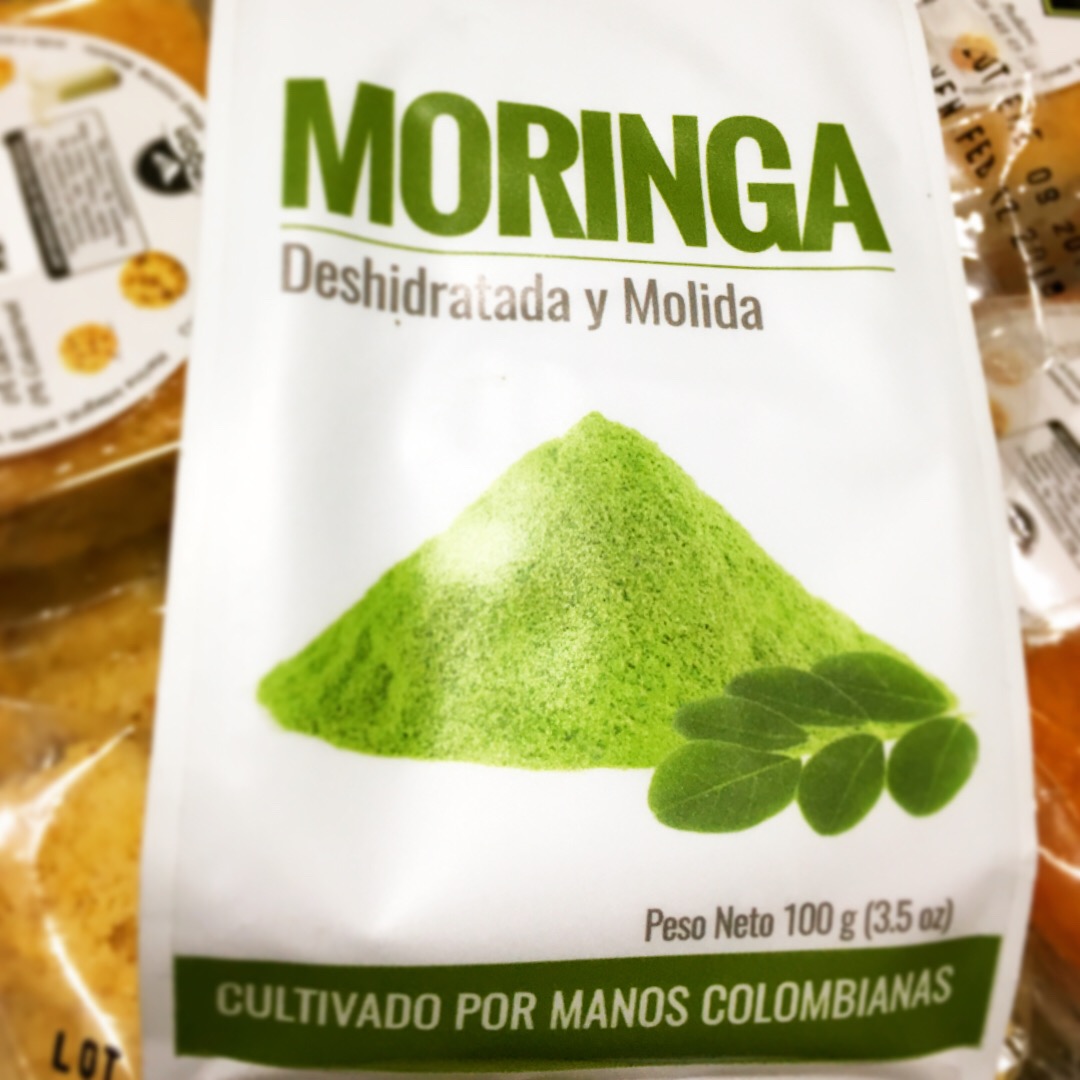 MORINGA
Deshidratada y Molida
Peso Neto 100 g (3.5 oz)
CULTIVADO POR MANOS COLOMBIANAS
LOT